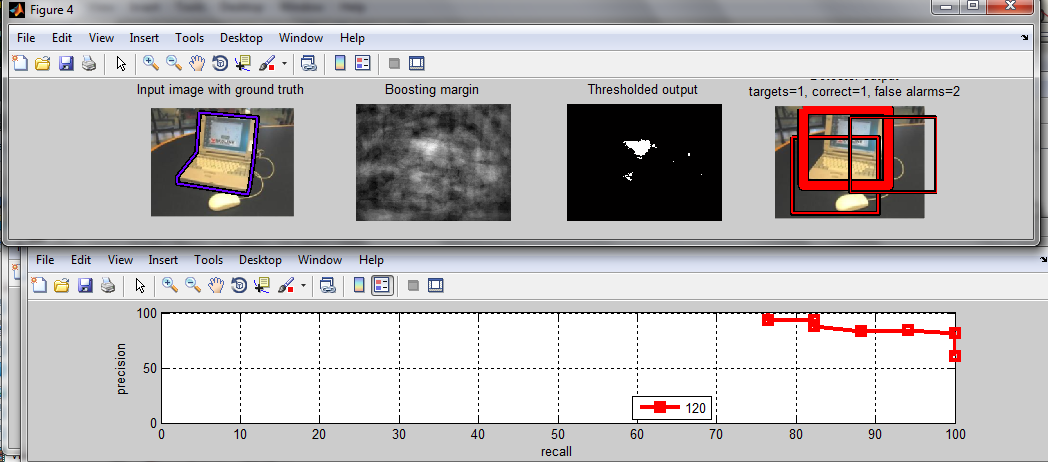 Figure 4
File Edit View Insert Tools Desktop Window Help
Input image with ground truth
Boosting margin
Thresholded output
Detector output
targets=1, correct=1, false alarms=2
File Edit View Insert Tools Desktop Window Help
100
50
0
precision
120
0 10 20 30 40 50 60 70 80 90 100
recall